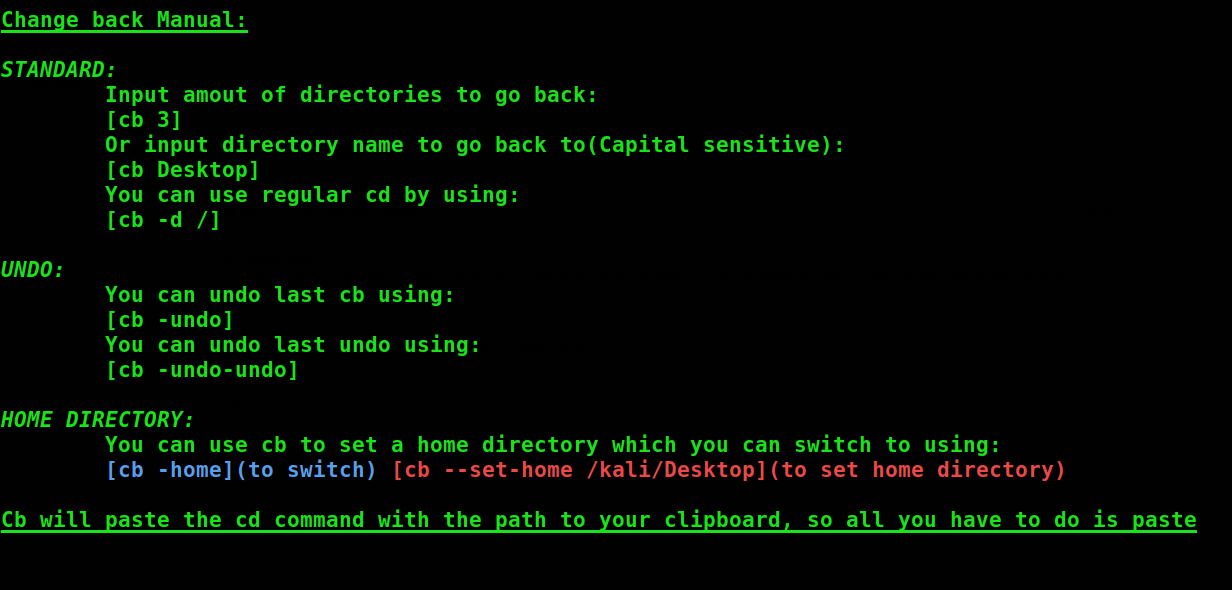 Change back Manual:
STANDARD:
Input amout of directories to go back:
[cb 3]
Or input directory name to go back to(Capital sensitive):
[cb Desktop]
You can use regular cd by using:
[cb -d /]
UNDO:
You can undo last cb using:
[cb -undo]
You can undo last undo using:
[cb -undo-undo]
HOME DIRECTORY:
You can use cb to set a home directory which you can switch to using:
[cb -home](to switch) [cb --set-home /kali/Desktop](to set home directory)
Cb will paste the cd command with the path to your clipboard, so all you have to do is paste